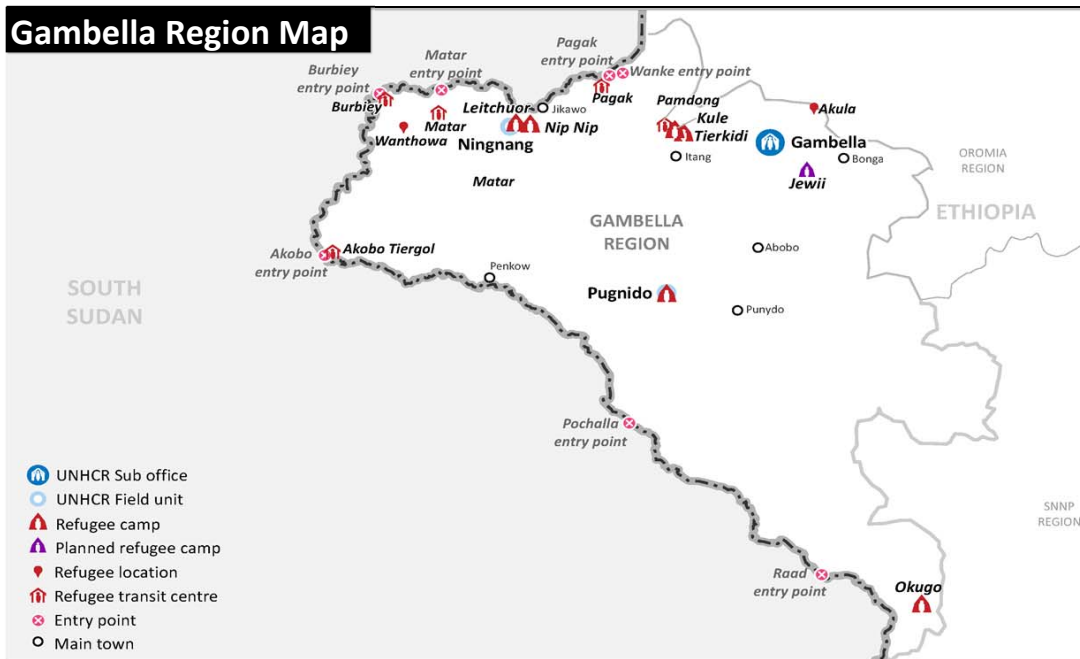 Gambella Region Map
Pagak
entry point
Matar
entry point
Burbiey
entry point
Wanke entry point
Burbiey
Leitchuor
Jikawo
Pagak
Pamdong
Kule
Tierkidi
Akula
Matar
Wanthowa
Ningnang
Nip Nip
Itang
Gambella
Bonga
OROMIA
REGION
Jewii
Matar
ETHIOPIA
GAMBELLA
REGION
Akobo Tiergol
Akobo
entry point
Abobo
Penkow
SOUTH
SUDAN
Pugnido
Punydo
Pochalla
entry point
UNHCR Sub office
UNHCR Field unit
Refugee camp
Planned refugee camp
Refugee location
Refugee transit centre
Entry point
Main town
SNNP
REGION
Raad
entry point
Okugo